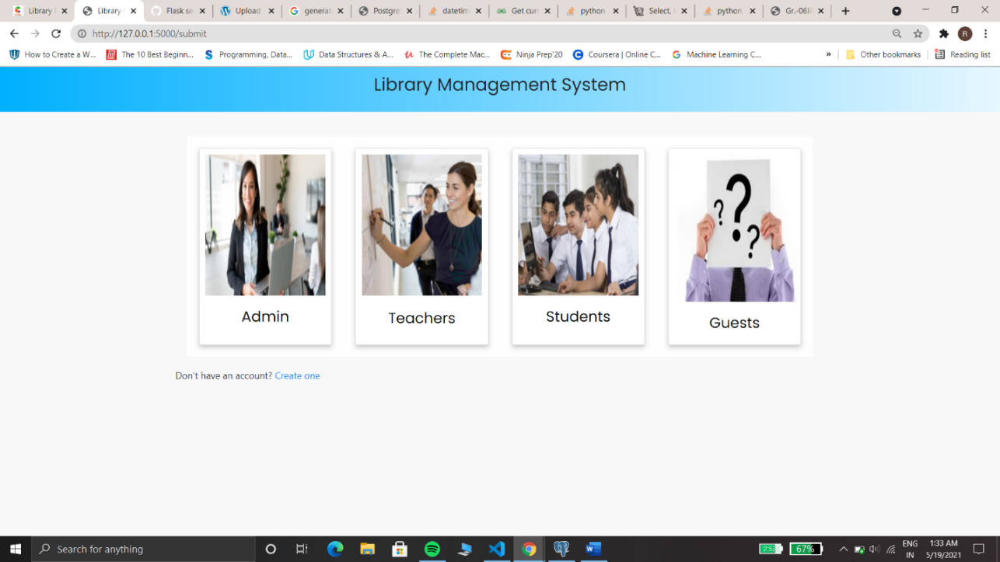 Library M
Library M
Flask se
Upload
generat
Postgre
datetim
Get curr
python
Select, I
python
Gr.-06li
http://127.0.0.1:5000/submit
R
How to Create a W...
The 10 Best Beginn...
Programming, Data...
Data Structures & A...
The Complete Mac...
Ninja Prep'20
Coursera | Online C...
Machine Learning C...
»
Other bookmarks
Reading list
Library Management System
? ? ?
Admin
Teachers
Students
Guests
Don't have an account? Create one
Search for anything
2:53
67%
ENG
IN
1:33 AM
5/19/2021